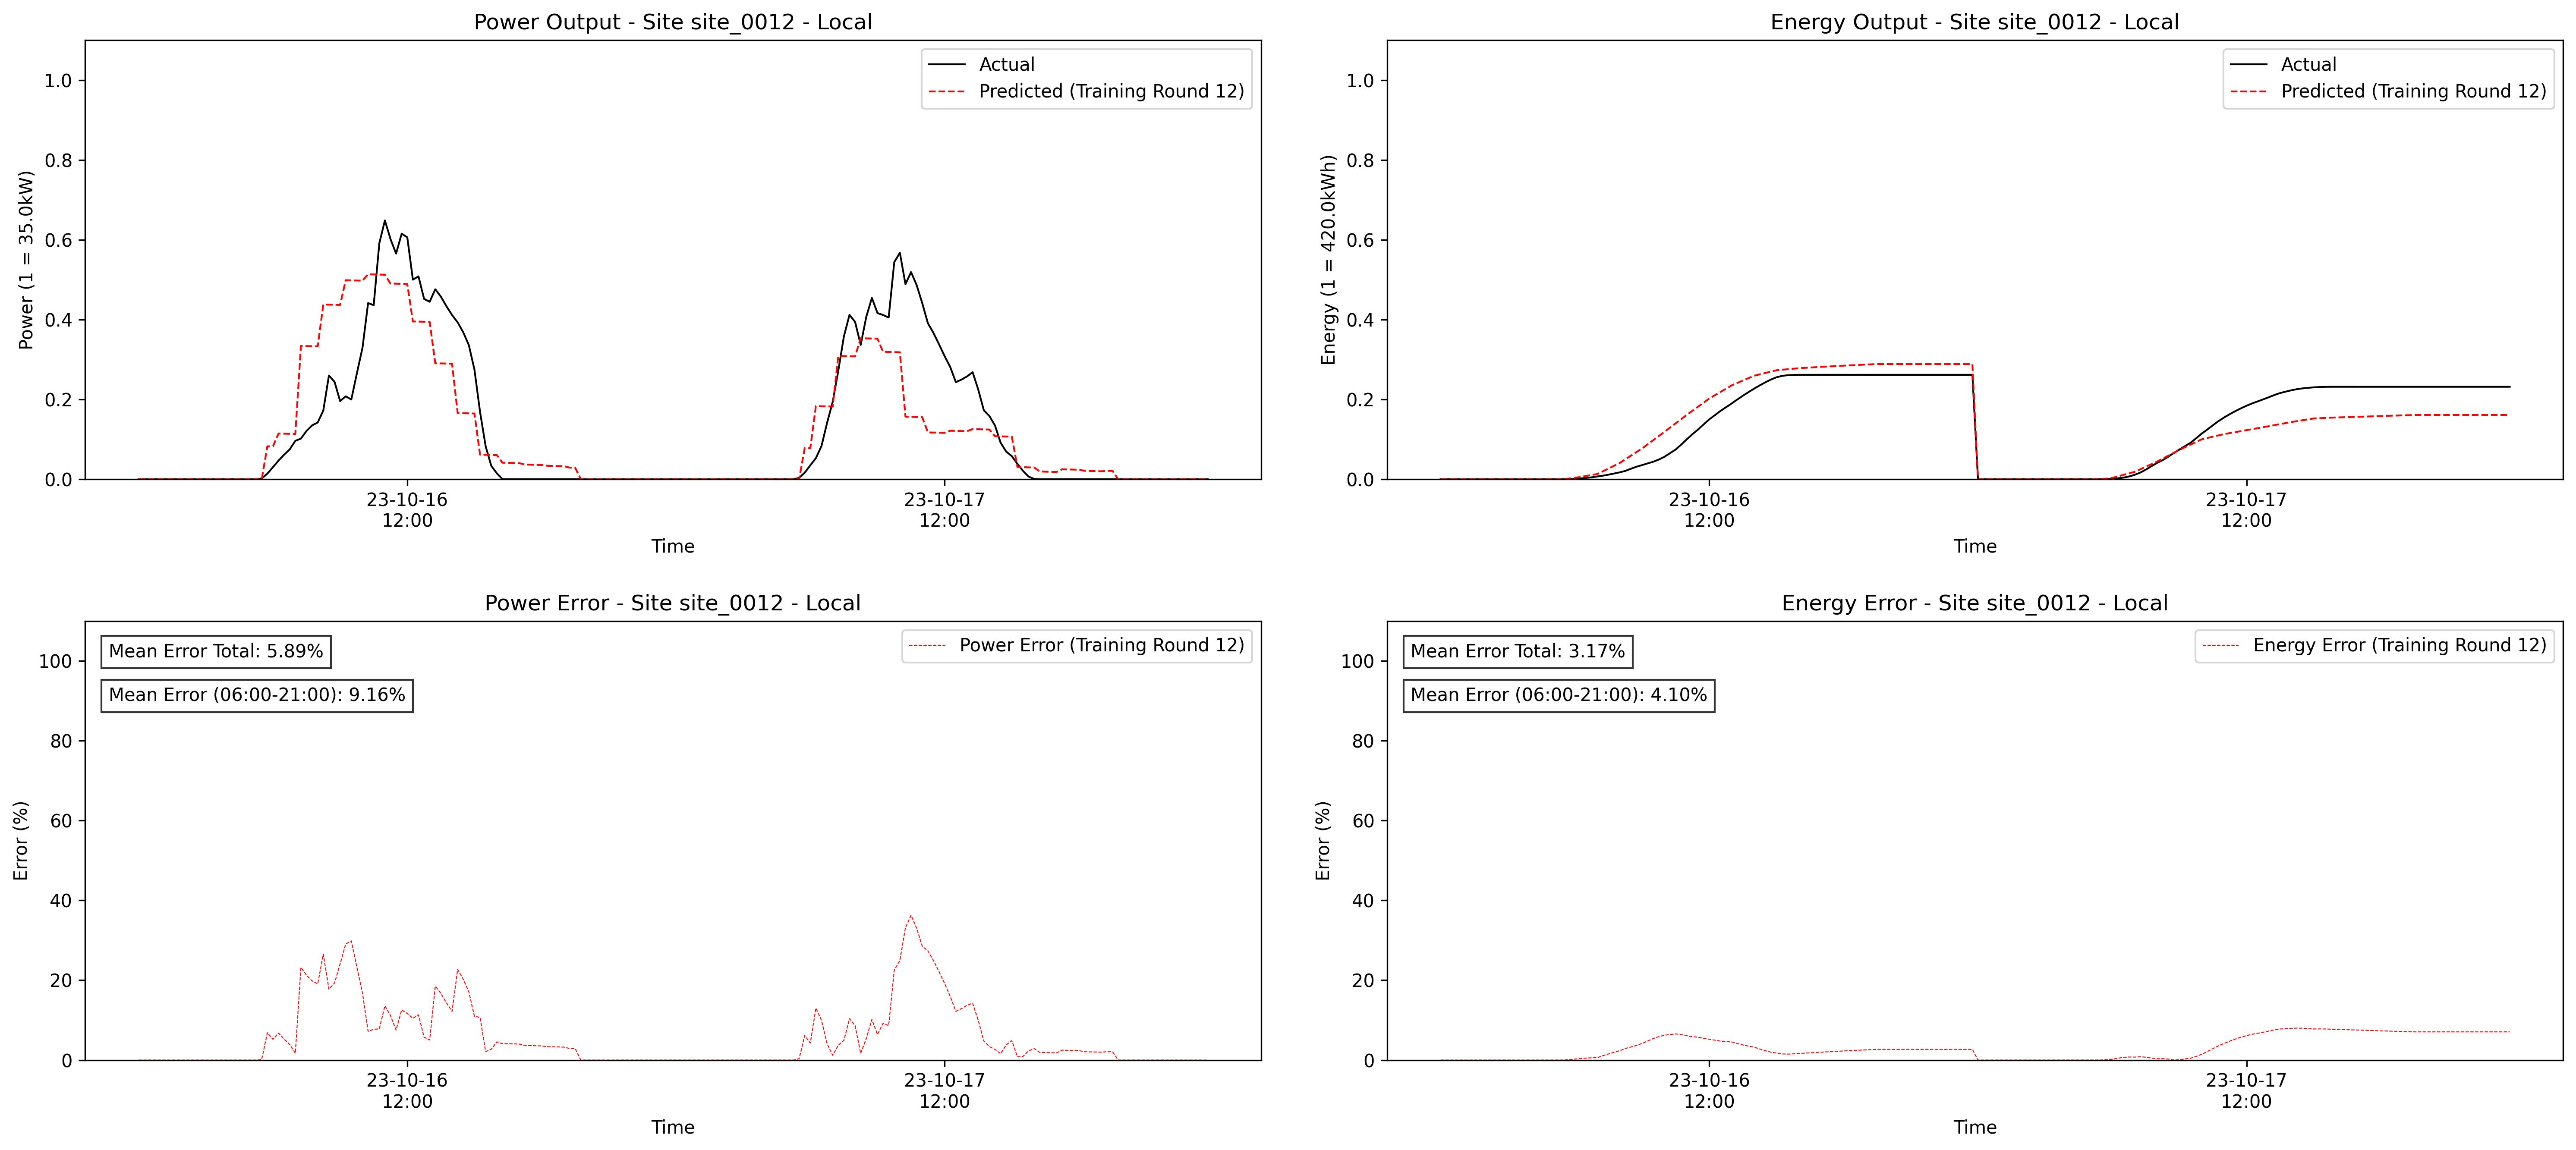 Power Output - Site site_0012 - Local
Power (1 = 35.0kW)
1.0
0.8
0.6
0.4
0.2
0.0
Actual
Predicted (Training Round 12)
23-10-16
12:00
23-10-17
12:00
Time
Energy Output - Site site_0012 - Local
Energy (1 = 420.0kWh)
1.0
0.8
0.6
0.4
0.2
0.0
Actual
Predicted (Training Round 12)
23-10-16
12:00
23-10-17
12:00
Time
Power Error - Site site_0012 - Local
Error (%)
100
80
60
40
20
0
Mean Error Total: 5.89%
Mean Error (06:00-21:00): 9.16%
Power Error (Training Round 12)
23-10-16
12:00
23-10-17
12:00
Time
Energy Error - Site site_0012 - Local
Error (%)
100
80
60
40
20
0
Mean Error Total: 3.17%
Mean Error (06:00-21:00): 4.10%
Energy Error (Training Round 12)
23-10-16
12:00
23-10-17
12:00
Time